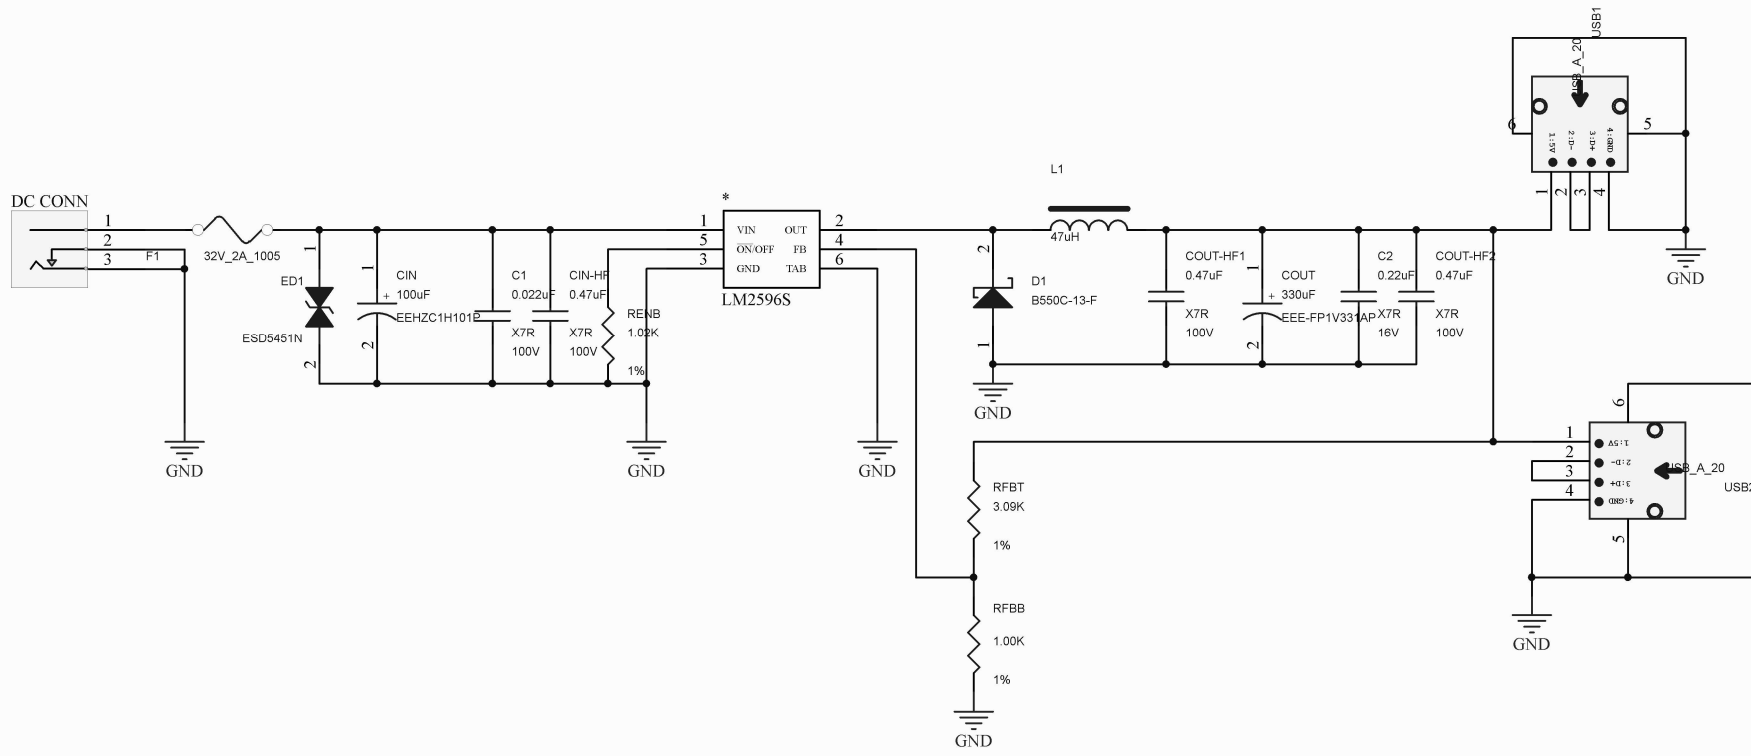 USB1
USB_A_20
6
5
1:5V
2:D-
3:D+
4:GND
1
2
3
4
GND
L1
47uH
DC CONN
1
2
3
F1
32V_2A_1005
GND
1
ED1
ESD5451N
2
1
CIN
100uF
+
EEHZC1H101P
2
C1
0.022uF
X7R
100V
CIN-HF
0.47uF
X7R
100V
RENB
1.02K
1%
GND
*
1
VIN
OUT
2
5
ON/OFF
FB
4
3
GND
TAB
6
LM2596S
GND
2
D1
B550C-13-F
1
GND
COUT-HF1
0.47uF
X7R
100V
1
COUT
330uF
+
EEE-FP1V331AP
2
C2
0.22uF
X7R
16V
COUT-HF2
0.47uF
X7R
100V
RFBT
3.09K
1%
RFBB
1.00K
1%
GND
6
1
1:5V
2
2:D-
3
3:D+
4
4:GND
USB_A_20
USB2
5
GND